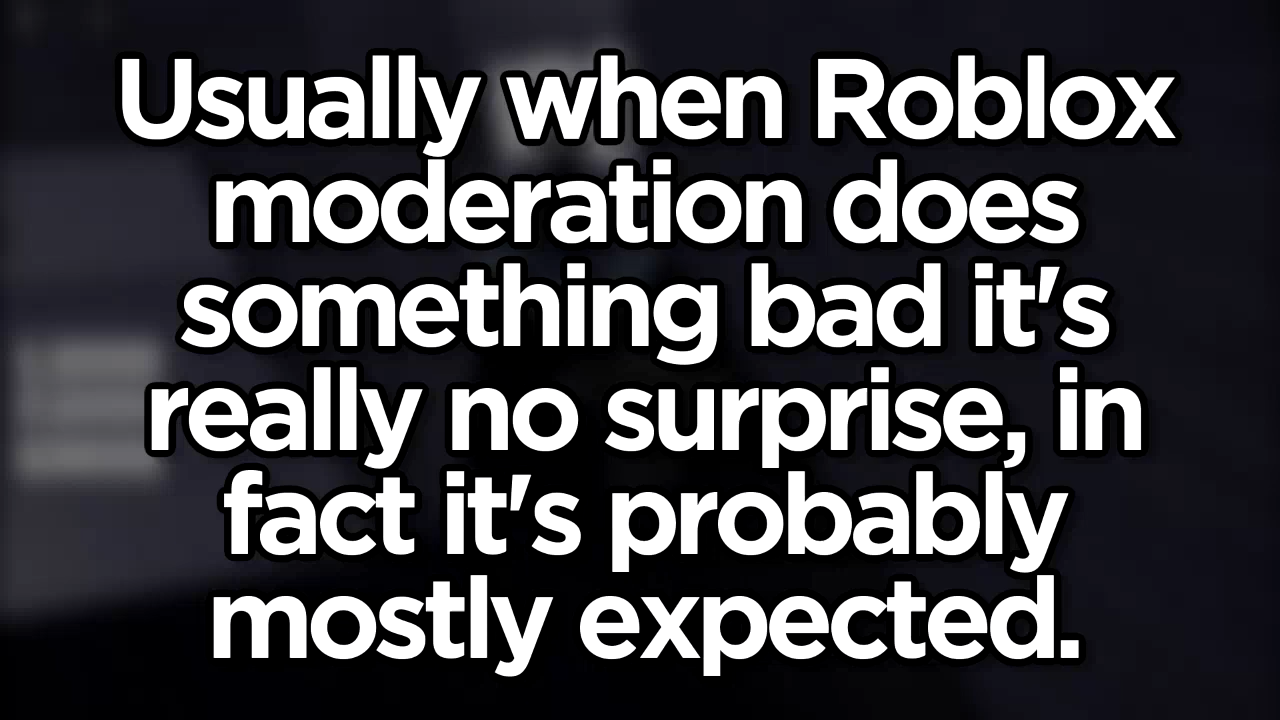 Usually when Roblox
moderation does
something bad it's
really no surprise, in
fact it's probably
mostly expected.